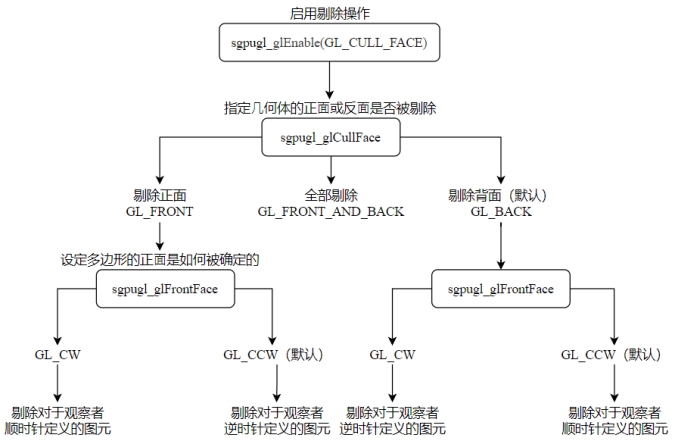 启用剔除操作
sgpugl_glEnable(GL_CULL_FACE)
指定几何体的正面或反面是否被剔除
sgpugl_glCullFace
剔除正面
GL_FRONT
全部剔除
GL_FRONT_AND_BACK
剔除背面（默认）
GL_BACK
设定多边形的正面是如何被确定的
sgpugl_glFrontFace
sgpugl_glFrontFace
GL_CW
GL_CCW（默认）
GL_CW
GL_CCW（默认）
剔除对于观察者
顺时针定义的图元
剔除对于观察者
逆时针定义的图元
剔除对于观察者
逆时针定义的图元
剔除对于观察者
顺时针定义的图元